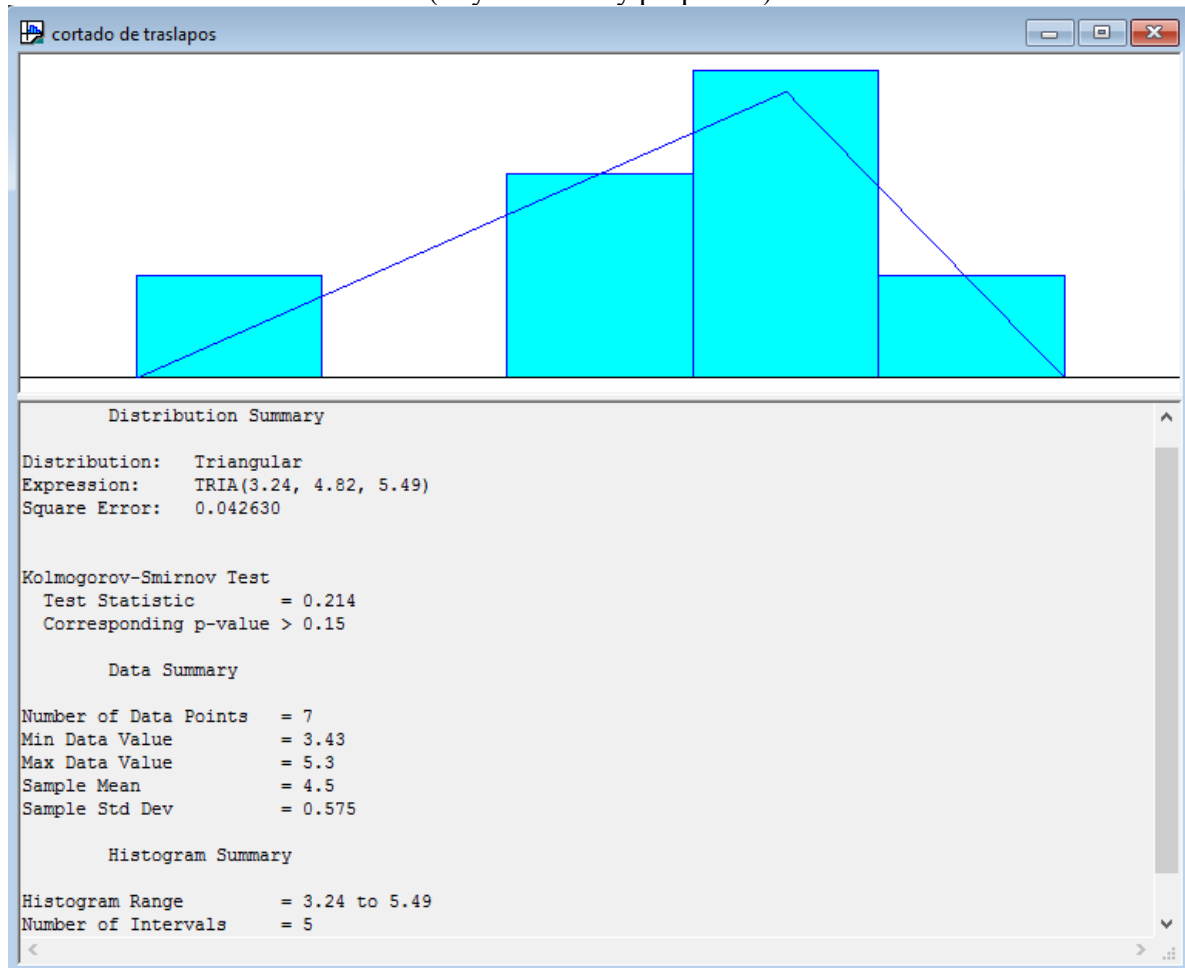 cortado de traslapos
Distribution Summary
Distribution: Triangular
Expression: TRIA(3.24, 4.82, 5.49)
Square Error: 0.042630
Kolmogorov-Smirnov Test
Test Statistic = 0.214
Corresponding p-value > 0.15
Data Summary
Number of Data Points = 7
Min Data Value = 3.43
Max Data Value = 5.3
Sample Mean = 4.5
Sample Std Dev = 0.575
Histogram Summary
Histogram Range = 3.24 to 5.49
Number of Intervals = 5